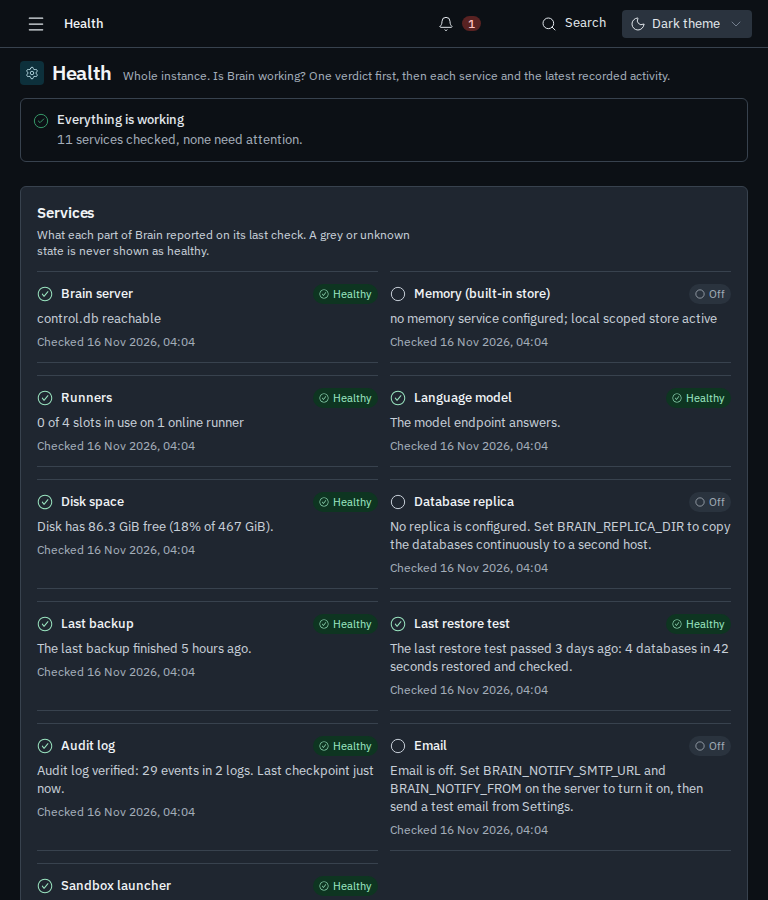 Health
1
Search
Dark theme
Health
Whole instance. Is Brain working? One verdict first, then each service and the latest recorded activity.
Everything is working
11 services checked, none need attention.
Services
What each part of Brain reported on its last check. A grey or unknown
state is never shown as healthy.
Brain server
Healthy
control.db reachable
Checked 16 Nov 2026, 04:04
Memory (built-in store)
Off
no memory service configured; local scoped store active
Checked 16 Nov 2026, 04:04
Runners
Healthy
0 of 4 slots in use on 1 online runner
Checked 16 Nov 2026, 04:04
Language model
Healthy
The model endpoint answers.
Checked 16 Nov 2026, 04:04
Disk space
Healthy
Disk has 86.3 GiB free (18% of 467 GiB).
Checked 16 Nov 2026, 04:04
Database replica
Off
No replica is configured. Set BRAIN_REPLICA_DIR to copy
the databases continuously to a second host.
Checked 16 Nov 2026, 04:04
Last backup
Healthy
The last backup finished 5 hours ago.
Checked 16 Nov 2026, 04:04
Last restore test
Healthy
The last restore test passed 3 days ago: 4 databases in 42
seconds restored and checked.
Checked 16 Nov 2026, 04:04
Audit log
Healthy
Audit log verified: 29 events in 2 logs. Last checkpoint just
now.
Checked 16 Nov 2026, 04:04
Email
Off
Email is off. Set BRAIN_NOTIFY_SMTP_URL and
BRAIN_NOTIFY_FROM on the server to turn it on, then
send a test email from Settings.
Checked 16 Nov 2026, 04:04
Sandbox launcher
Healthy